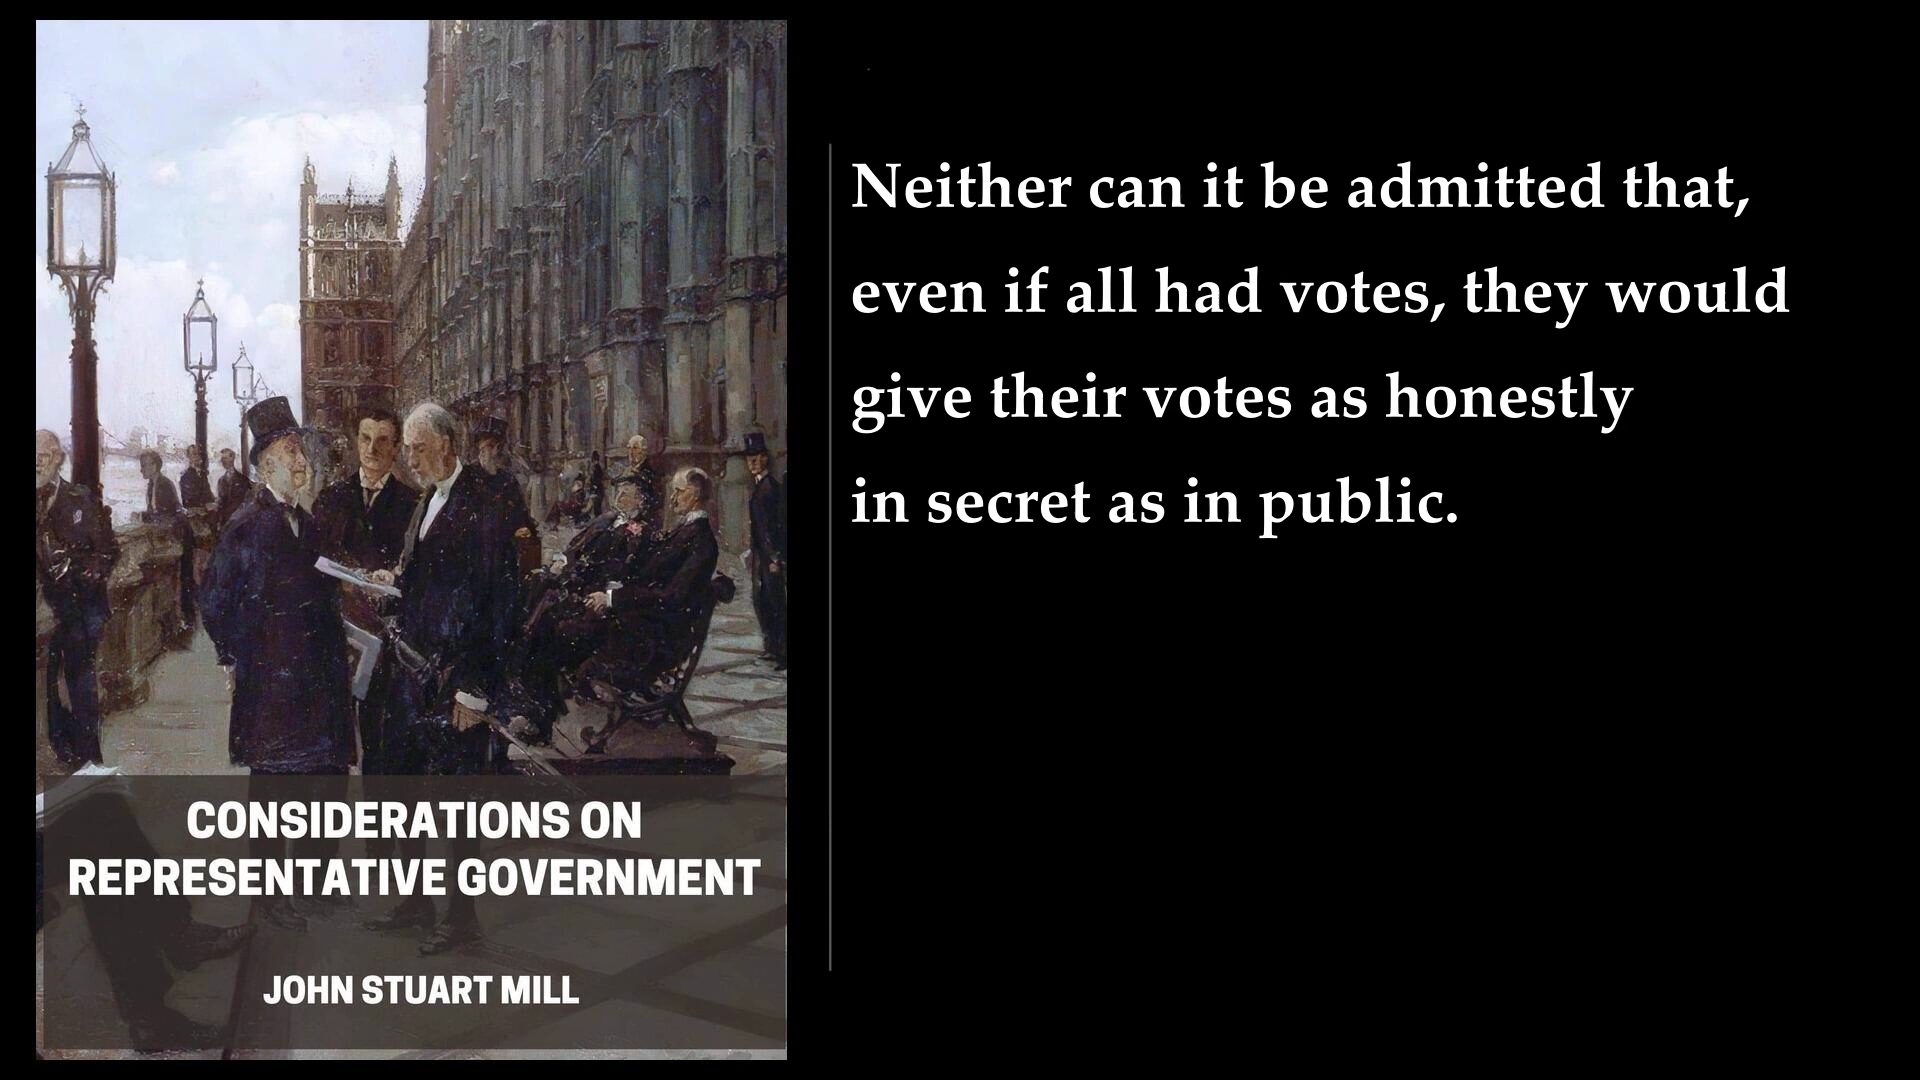 Neither can it be admitted that,
even if all had votes, they would
give their votes as honestly
in secret as in public.
CONSIDERATIONS ON
REPRESENTATIVE GOVERNMENT
JOHN STUART MILL